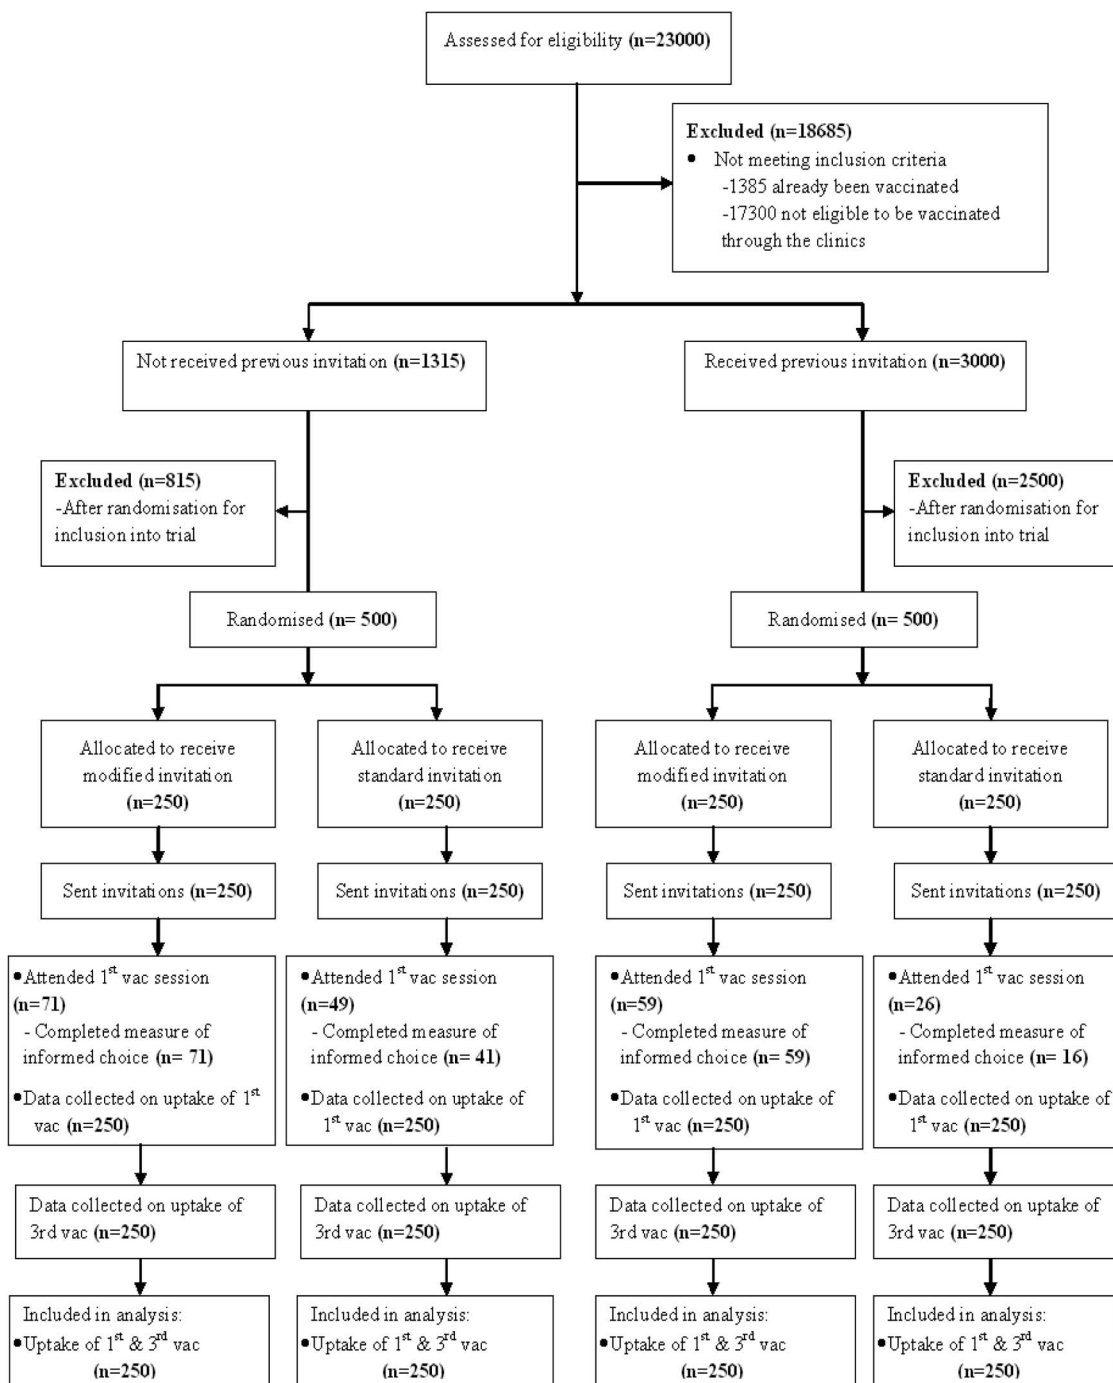 Assessed for eligibility (n=23000)
Excluded (n=18685)
● Not meeting inclusion criteria
-1385 already been vaccinated
-17300 not eligible to be vaccinated
through the clinics
Not received previous invitation (n=1315)
Received previous invitation (n=3000)
Excluded (n=815)
-After randomisation for
inclusion into trial
Excluded (n=2500)
-After randomisation for
inclusion into trial
Randomised (n= 500)
Randomised (n= 500)
Allocated to receive
modified invitation
(n=250)
Allocated to receive
standard invitation
(n=250)
Allocated to receive
modified invitation
(n=250)
Allocated to receive
standard invitation
(n=250)
Sent invitations (n=250)
Sent invitations (n=250)
Sent invitations (n=250)
Sent invitations (n=250)
●Attended 1st vac session
(n=71)
- Completed measure of
informed choice (n= 71)
●Data collected on uptake of 1st
vac (n=250)
●Attended 1st vac session
(n=49)
- Completed measure of
informed choice (n= 41)
●Data collected on uptake of
1st vac (n=250)
●Attended 1st vac session
(n=59)
- Completed measure of
informed choice (n= 59)
●Data collected on uptake of
1st vac (n=250)
●Attended 1st vac session
(n=26)
- Completed measure of
informed choice (n= 16)
●Data collected on uptake of
1st vac (n=250)
Data collected on uptake of
3rd vac (n=250)
Data collected on uptake of
3rd vac (n=250)
Data collected on uptake of
3rd vac (n=250)
Data collected on uptake of
3rd vac (n=250)
Included in analysis:
●Uptake of 1st & 3rd vac
(n=250)
Included in analysis:
●Uptake of 1st & 3rd vac
(n=250)
Included in analysis:
●Uptake of 1st & 3rd vac
(n=250)
Included in analysis:
●Uptake of 1st & 3rd vac
(n=250)